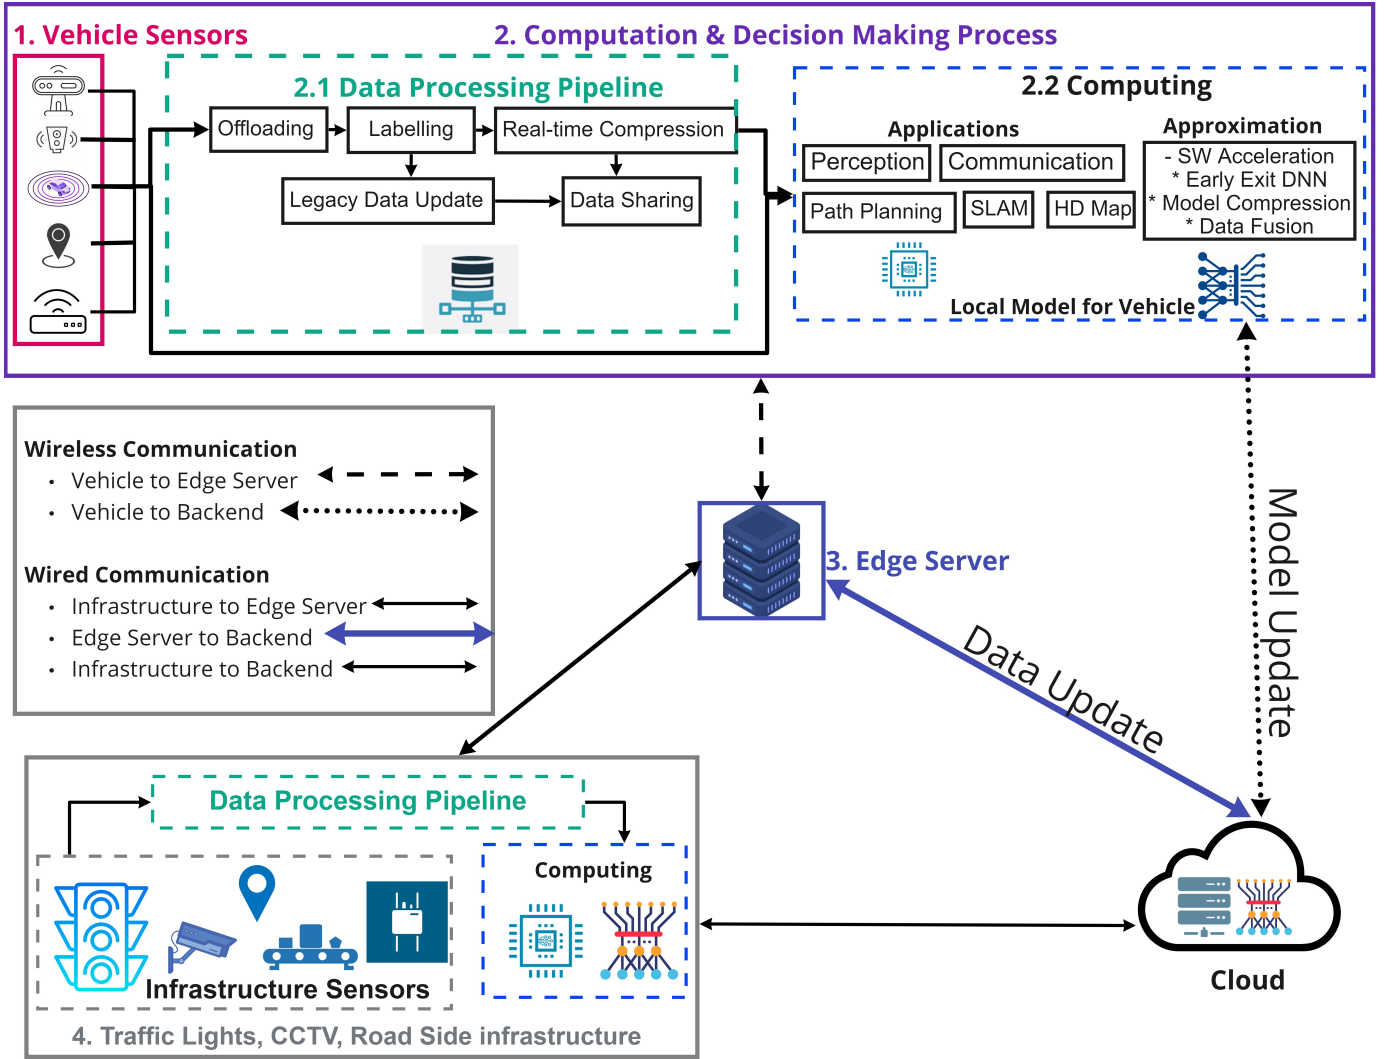 1. Vehicle Sensors
2. Computation & Decision Making Process
2.1 Data Processing Pipeline
Offloading
Labelling
Real-time Compression
Legacy Data Update
Data Sharing
2.2 Computing
Applications
Perception
Communication
Path Planning
SLAM
HD Map
Approximation
- SW Acceleration
* Early Exit DNN
* Model Compression
* Data Fusion
Local Model for Vehicle
Wireless Communication
• Vehicle to Edge Server
• Vehicle to Backend
Wired Communication
• Infrastructure to Edge Server
• Edge Server to Backend
• Infrastructure to Backend
3. Edge Server
Data Update
Model Update
Data Processing Pipeline
Computing
Infrastructure Sensors
4. Traffic Lights, CCTV, Road Side infrastructure
Cloud